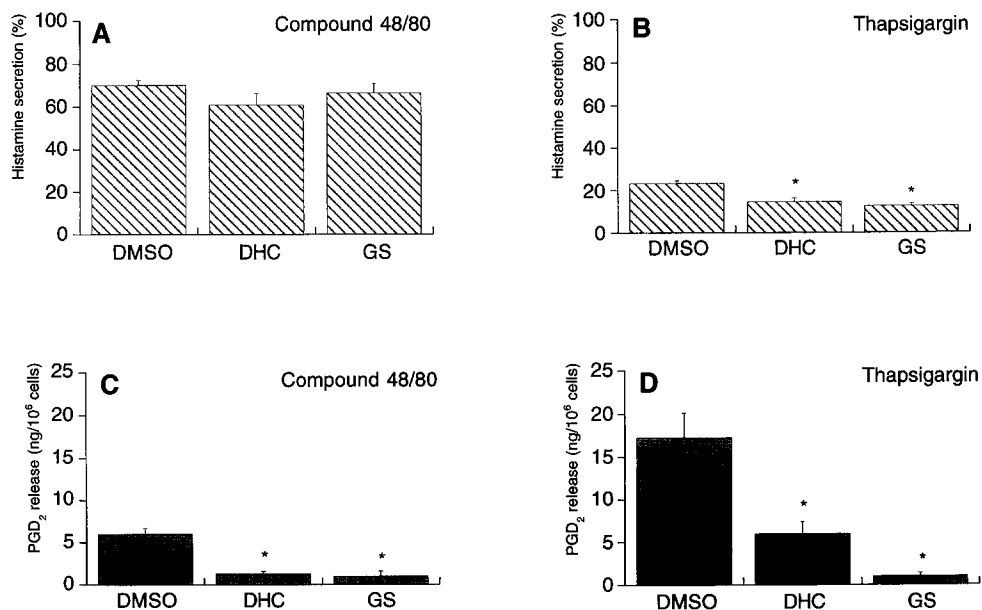 A
Compound 48/80
Histamine secretion (%)
100
80
60
40
20
0
DMSO DHC GS
B
Thapsigargin
Histamine secretion (%)
100
80
60
40
20
0
* *
DMSO DHC GS
C
Compound 48/80
PGD₂ release (ng/10⁶ cells)
25
20
15
10
5
0
* *
DMSO DHC GS
D
Thapsigargin
PGD₂ release (ng/10⁶ cells)
25
20
15
10
5
0
*
*
DMSO DHC GS